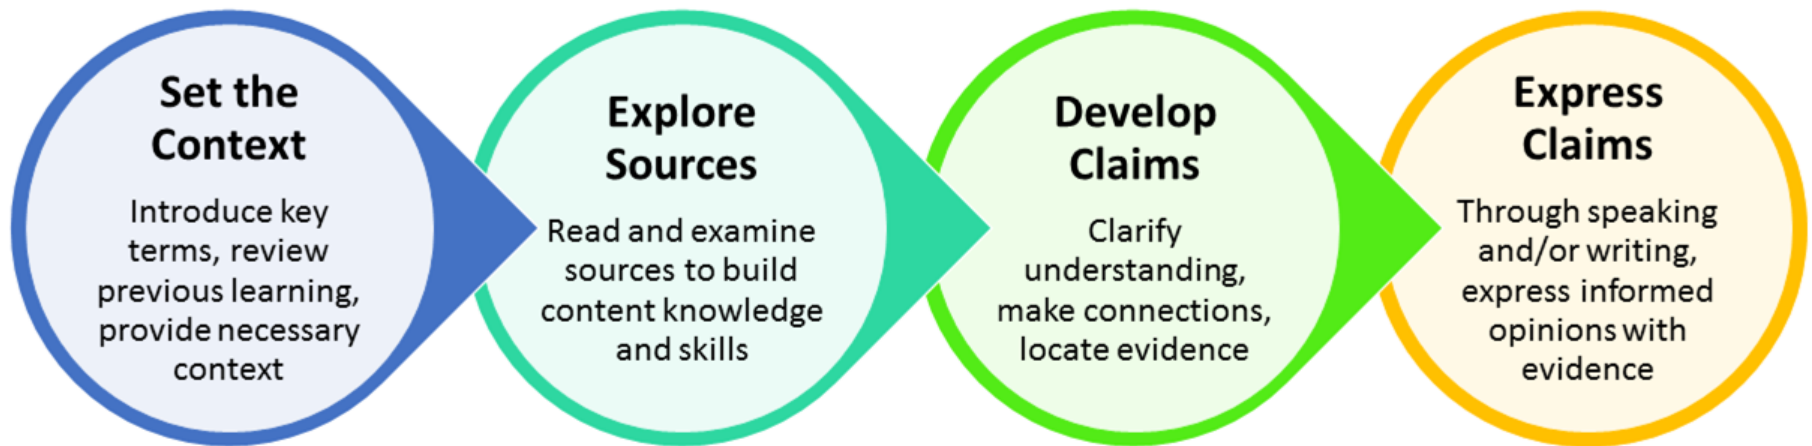 Set the
Context
Introduce key
terms, review
previous learning,
provide necessary
context
Explore
Sources
Read and examine
sources to build
content knowledge
and skills
Develop
Claims
Clarify
understanding,
make connections,
locate evidence
Express
Claims
Through speaking
and/or writing,
express informed
opinions with
evidence